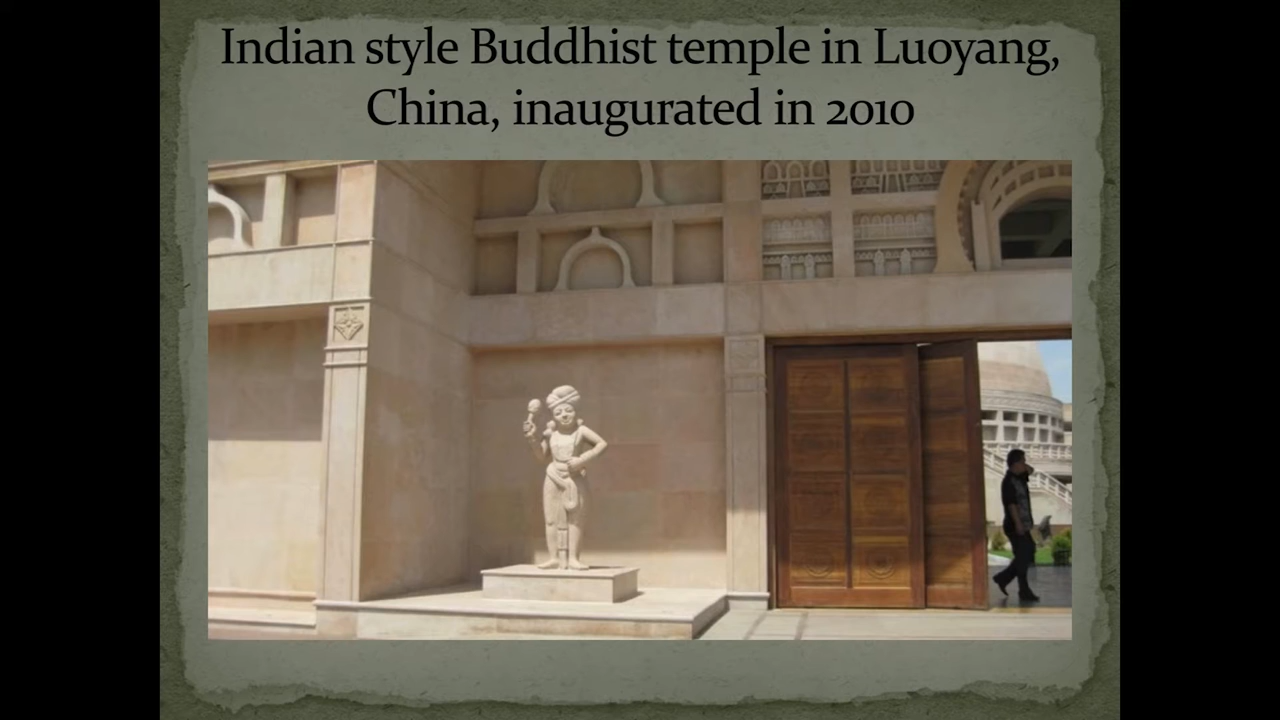 Indian style Buddhist temple in Luoyang,
China, inaugurated in 2010